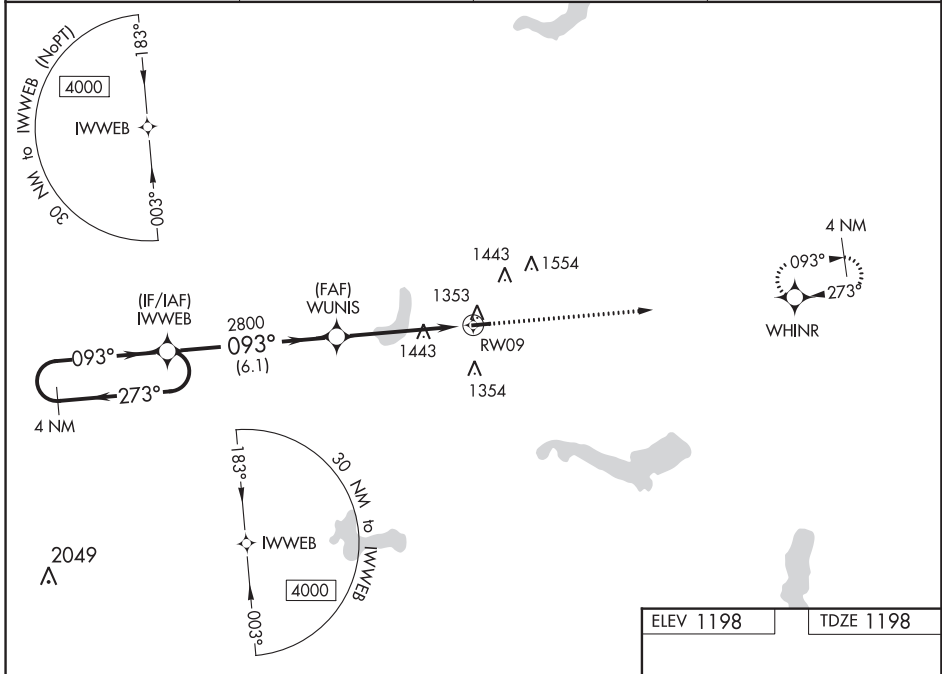 30 NM to IWWEB (NoPT)
183°
4000
IWWEB
003°
4 NM
1443
1554
093°
273°
WHINR
(IF/IAF)
IWWEB
(FAF)
WUNIS
1353
2800
093°
(6.1)
1443
RW09
1354
093°
273°
4 NM
183°
30 NM to IWWEB
IWWEB
4000
003°
2049
ELEV 1198
TDZE 1198